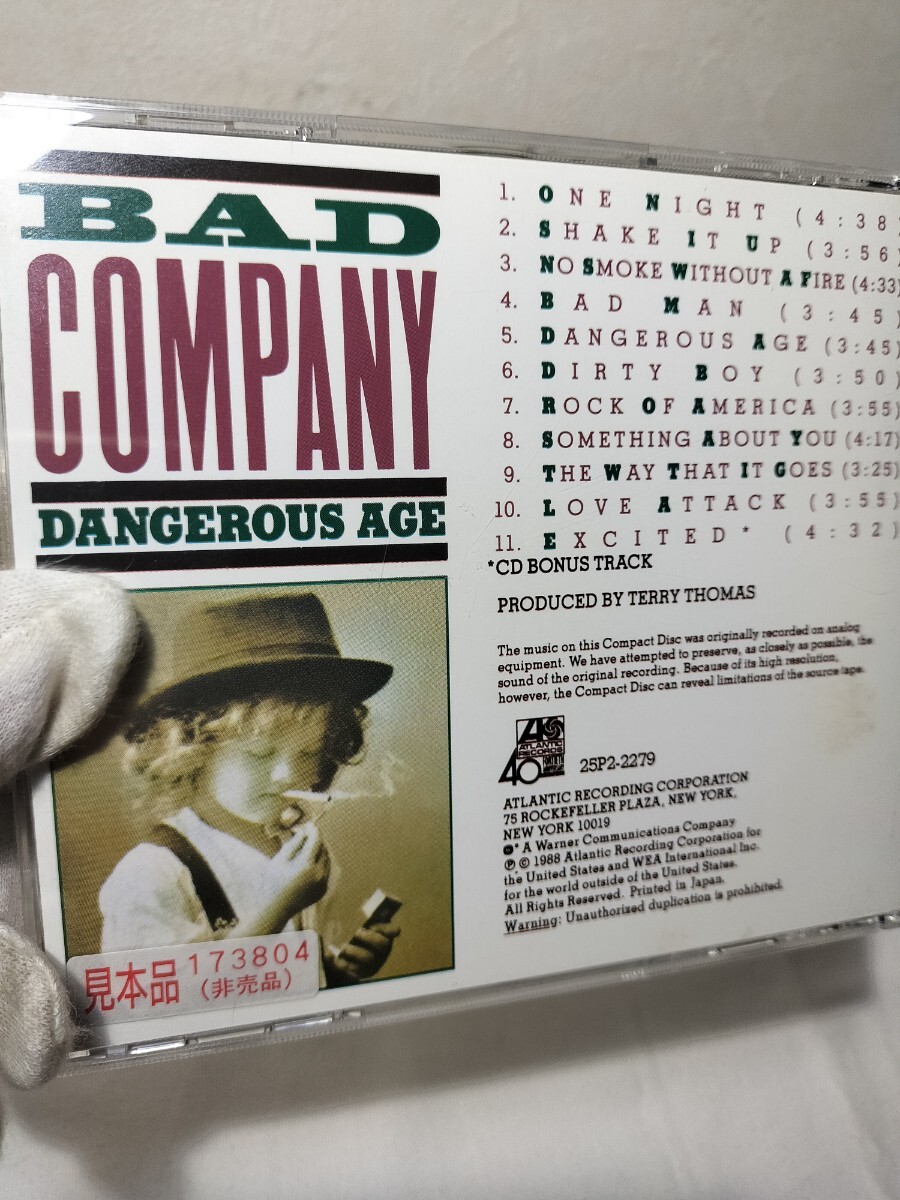 BAD
COMPANY
DANGEROUS AGE
1. ONE NIGHT (4:38)
2. SHAKE IT UP (3:56)
3. NO SMOKE WITHOUT A FIRE (4:33)
4. BAD MAN (3:45)
5. DANGEROUS AGE (3:45)
6. DIRTY BOY (3:50)
7. ROCK OF AMERICA (3:55)
8. SOMETHING ABOUT YOU (4:17)
9. THE WAY THAT IT GOES (3:25)
10. LOVE ATTACK (3:55)
11. EXCITED* (4:32)
*CD BONUS TRACK
PRODUCED BY TERRY THOMAS
The music on this Compact Disc was originally recorded on analog
equipment. We have attempted to preserve, as closely as possible, the
sound of the original recording. Because of its high resolution,
however, the Compact Disc can reveal limitations of the source tape.
ATLANTIC
RECORDS
40
25P2-2279
ATLANTIC RECORDING CORPORATION
75 ROCKEFELLER PLAZA, NEW YORK,
NEW YORK 10019
A Warner Communications Company
℗ © 1988 Atlantic Recording Corporation for
the United States and WEA International Inc.
for the world outside of the United States.
All Rights Reserved. Printed in Japan.
Warning: Unauthorized duplication is prohibited.
見本品 173804
(非売品)